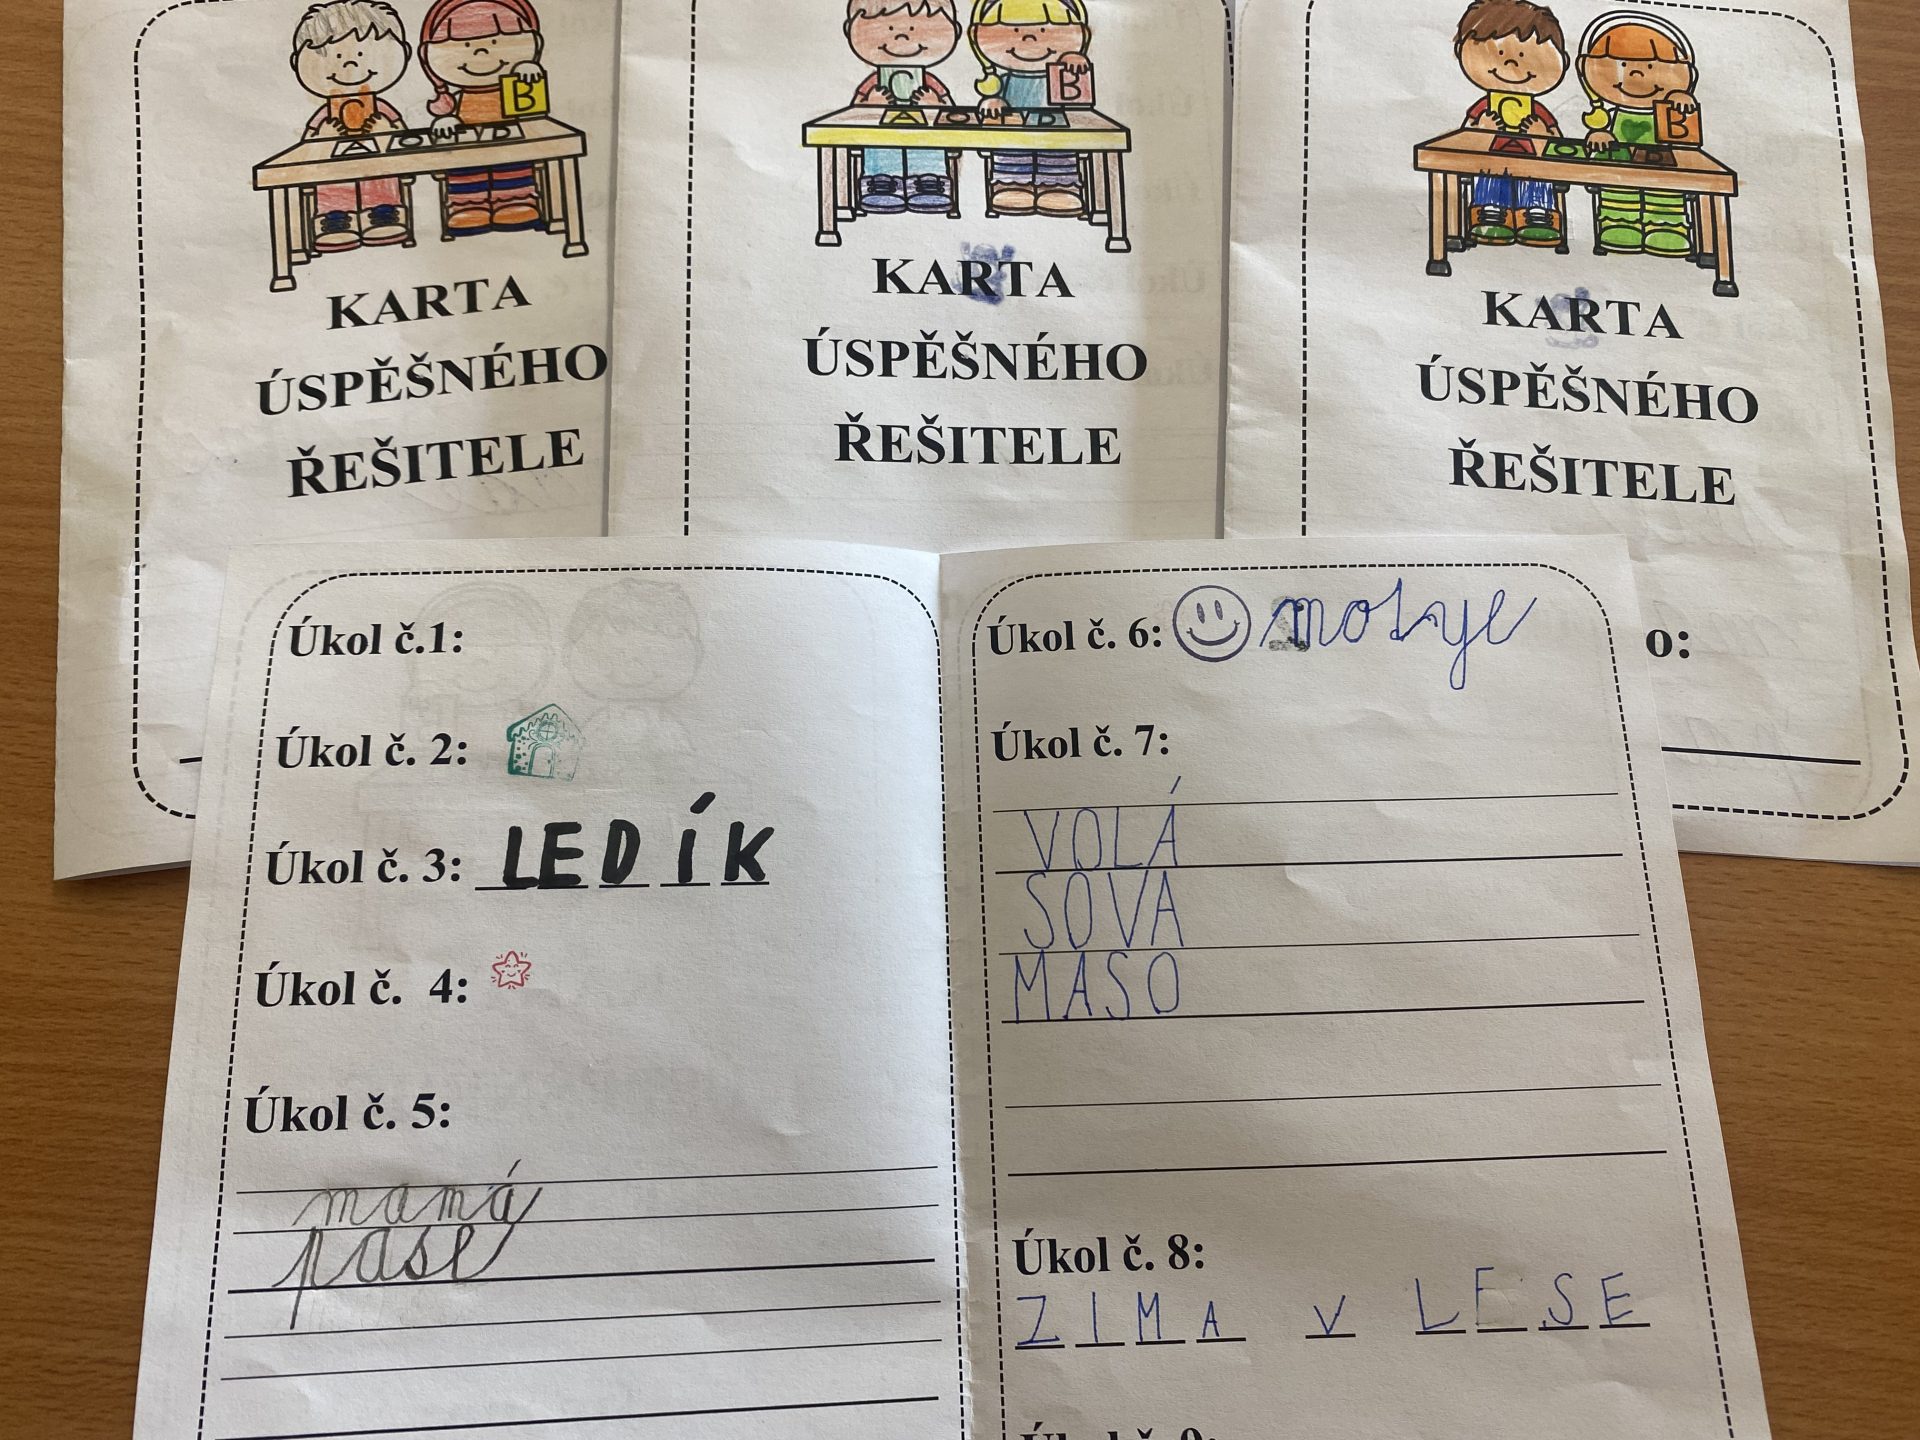 C
B
KARTA
ÚSPĚŠNÉHO
ŘEŠITELE
C
B
KARTA
ÚSPĚŠNÉHO
ŘEŠITELE
C
B
KARTA
ÚSPĚŠNÉHO
ŘEŠITELE
o:
Úkol č.1:
Úkol č. 2:
Úkol č. 3: LEDÍK
Úkol č. 4:
Úkol č. 5:
mamá
pase
Úkol č. 6:
Úkol č. 7:
VOLÁ
SOVA
MASO
Úkol č. 8:
ZIMA V LESE